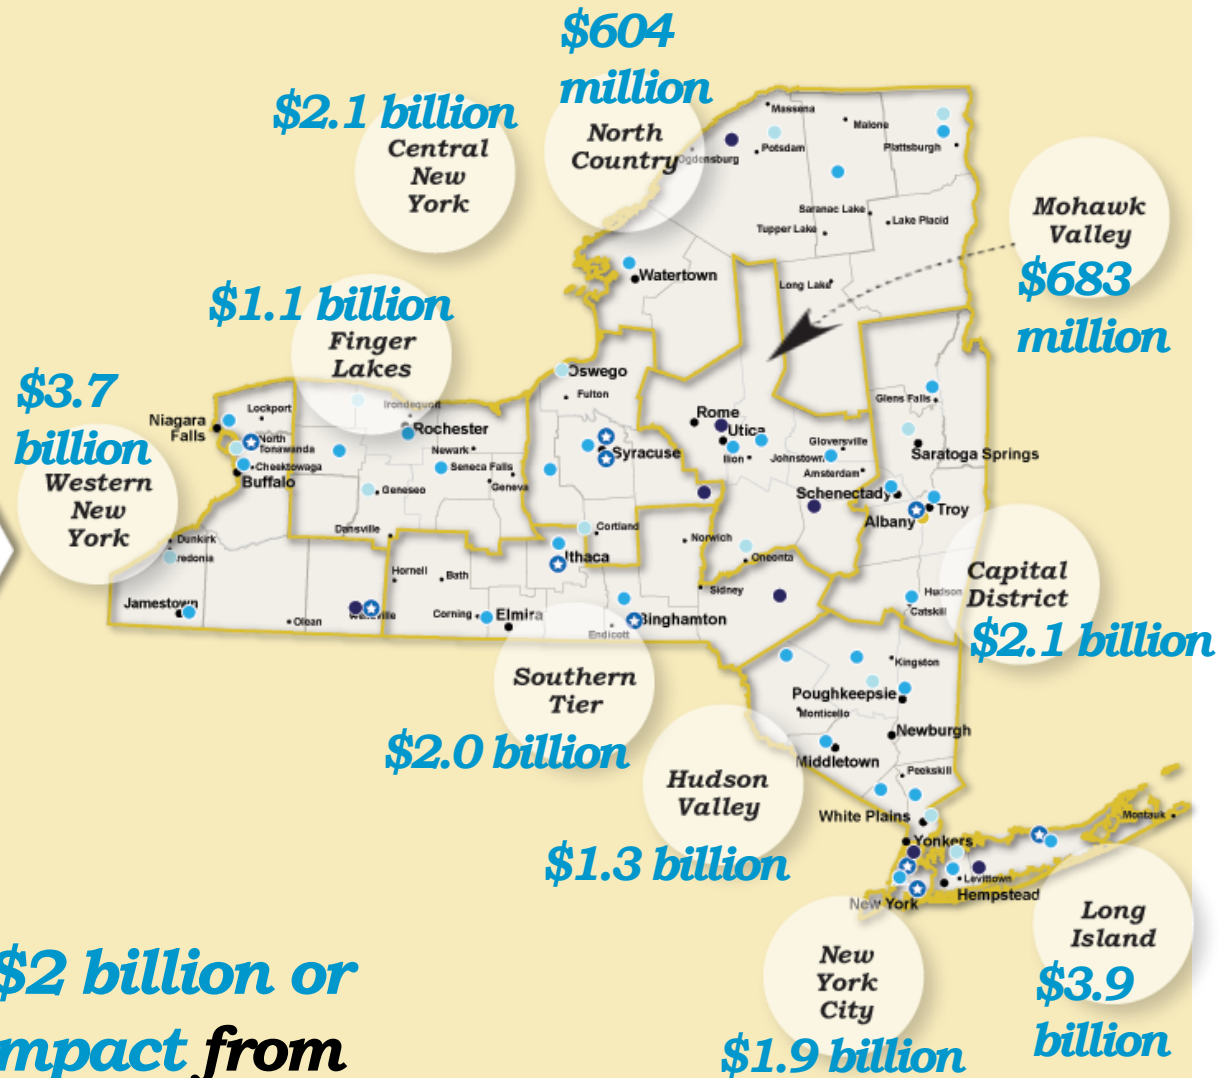 $604
million
$2.1 billion
Central
New
York
North
Country
Massena
Malone
Ogdensburg
Potsdam
Plattsburgh
Saranac Lake
Lake Placid
Tupper Lake
Mohawk
Valley
$683
million
Watertown
Long Lake
$1.1 billion
Finger
Lakes
$3.7
billion
Western
New
York
Oswego
Fulton
Niagara
Falls
Lockport
Irondequoit
Rochester
North
Tonawanda
Cheektowaga
Buffalo
Newark
Seneca Falls
Geneva
Geneseo
Dansville
Syracuse
Rome
Utica
Ilion
Johnstown
Gloversville
Amsterdam
Glens Falls
Saratoga Springs
Schenectady
Albany
Troy
Cortland
Ithaca
Norwich
Oneonta
Sidney
Dunkirk
redonia
Jamestown
Olean
Hornell
Bath
Corning
Elmira
Endicott
Binghamton
Hudson
Catskill
Capital
District
$2.1 billion
Southern
Tier
$2.0 billion
Kingston
Poughkeepsie
Monticello
Newburgh
Middletown
Peekskill
Hudson
Valley
$1.3 billion
White Plains
Yonkers
Levittown
Hempstead
New York
Montauk
Long
Island
$3.9
billion
New
York
City
$1.9 billion
$2 billion or
mpact from